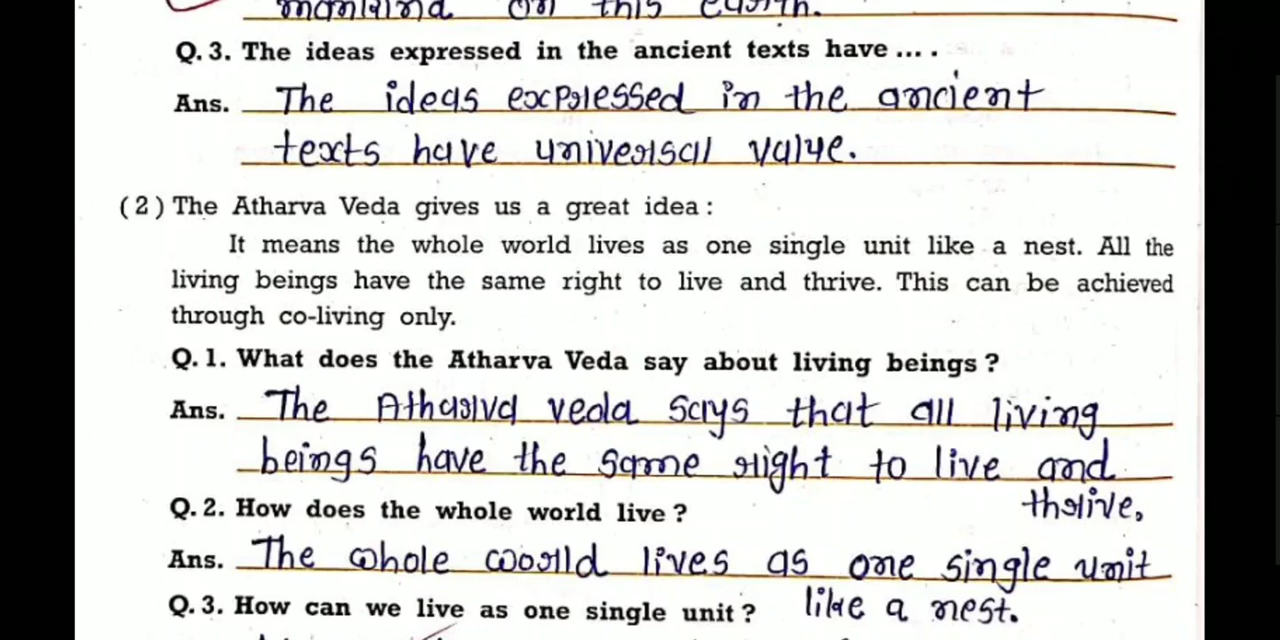 mankind on this earth.
Q. 3. The ideas expressed in the ancient texts have ... .
Ans. The ideas expressed in the ancient
texts have universal value.
(2) The Atharva Veda gives us a great idea :
It means the whole world lives as one single unit like a nest. All the
living beings have the same right to live and thrive. This can be achieved
through co-living only.
Q. 1. What does the Atharva Veda say about living beings ?
Ans. The Atharva veda says that all living
beings have the same right to live and
thrive.
Q. 2. How does the whole world live ?
Ans. The whole world lives as one single unit
like a nest.
Q. 3. How can we live as one single unit ?